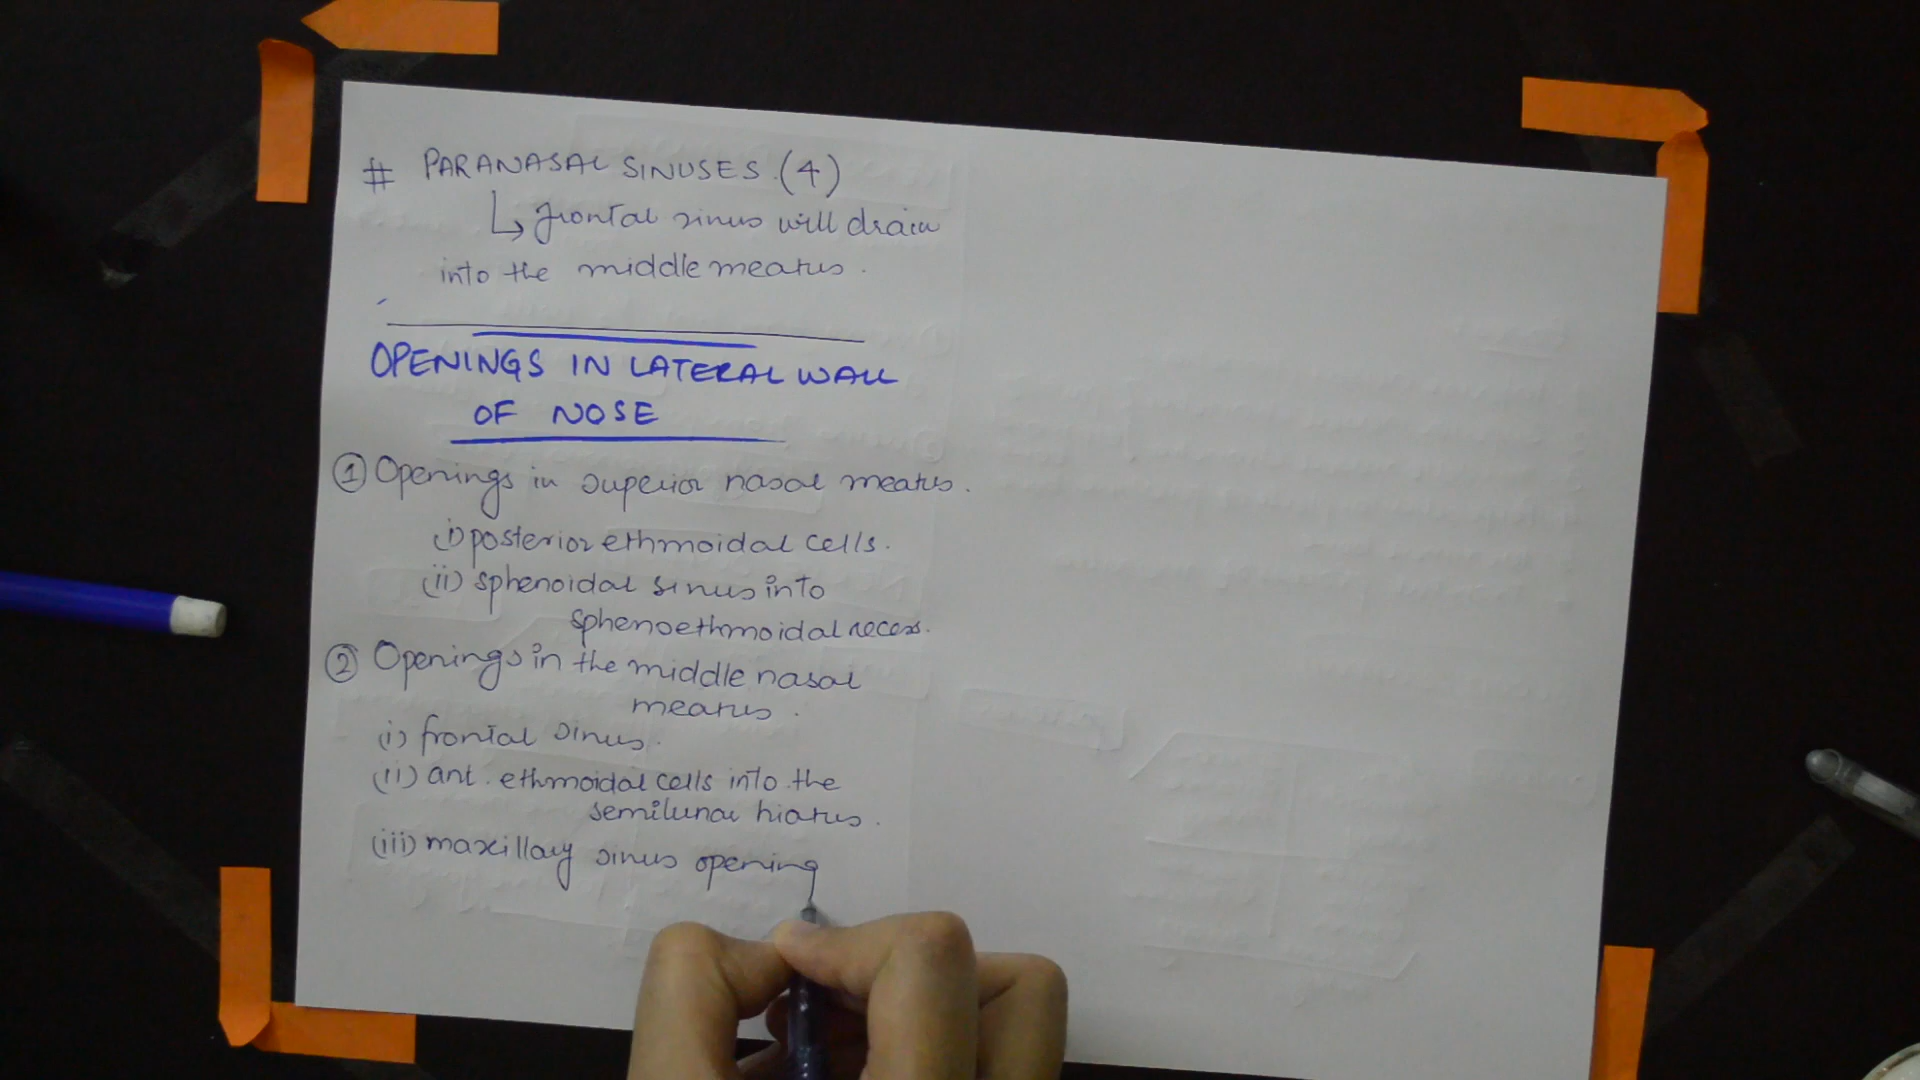 # PARANASAL SINUSES. (4)
↳ frontal sinus will drain
into the middle meatus.
OPENINGS IN LATERAL WALL
OF NOSE
① Openings in superior nasal meatus.
(i) posterior ethmoidal cells.
(ii) sphenoidal sinus into
sphenoethmoidal recess.
② Openings in the middle nasal
meatus.
(i) frontal sinus.
(ii) ant. ethmoidal cells into the
semilunar hiatus.
(iii) maxillary sinus opening